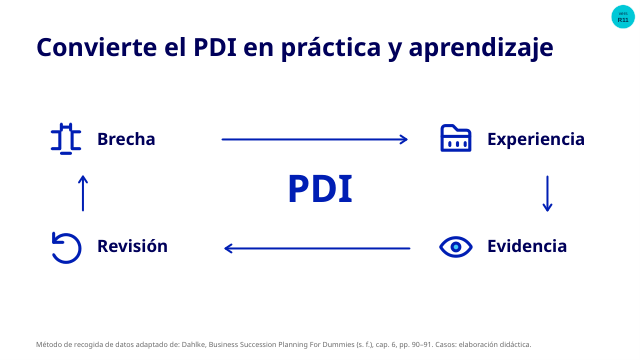 R11
Convierte el PDI en práctica y aprendizaje
Brecha
Experiencia
PDI
Revisión
Evidencia
Método de recogida de datos adaptado de: Dahlke, Business Succession Planning For Dummies (s. f.), cap. 6, pp. 90–91. Casos: elaboración didáctica.